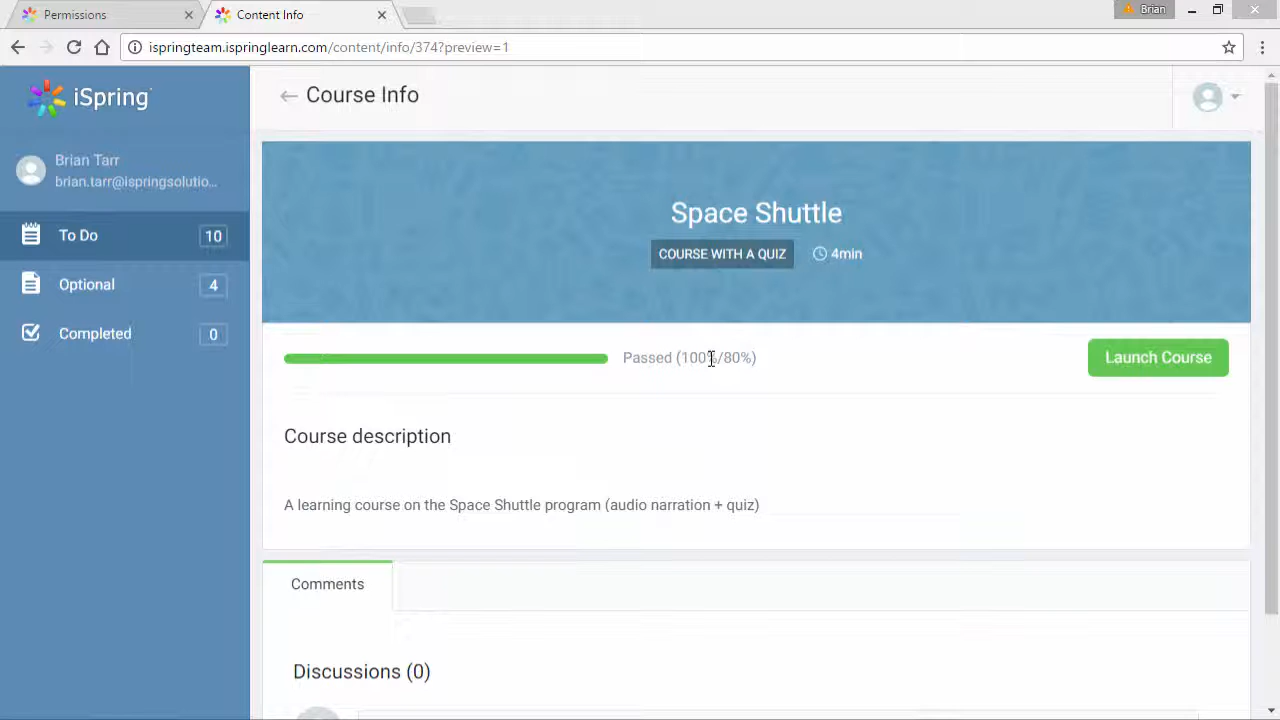 Permissions
Content Info
Brian
ispringteam.ispringlearn.com/content/info/374?preview=1
iSpring
Course Info
Brian Tarr
brian.tarr@ispringsolutio...
To Do
10
Optional
4
Completed
0
Space Shuttle
COURSE WITH A QUIZ
4min
Passed (100%/80%)
Launch Course
Course description
A learning course on the Space Shuttle program (audio narration + quiz)
Comments
Discussions (0)